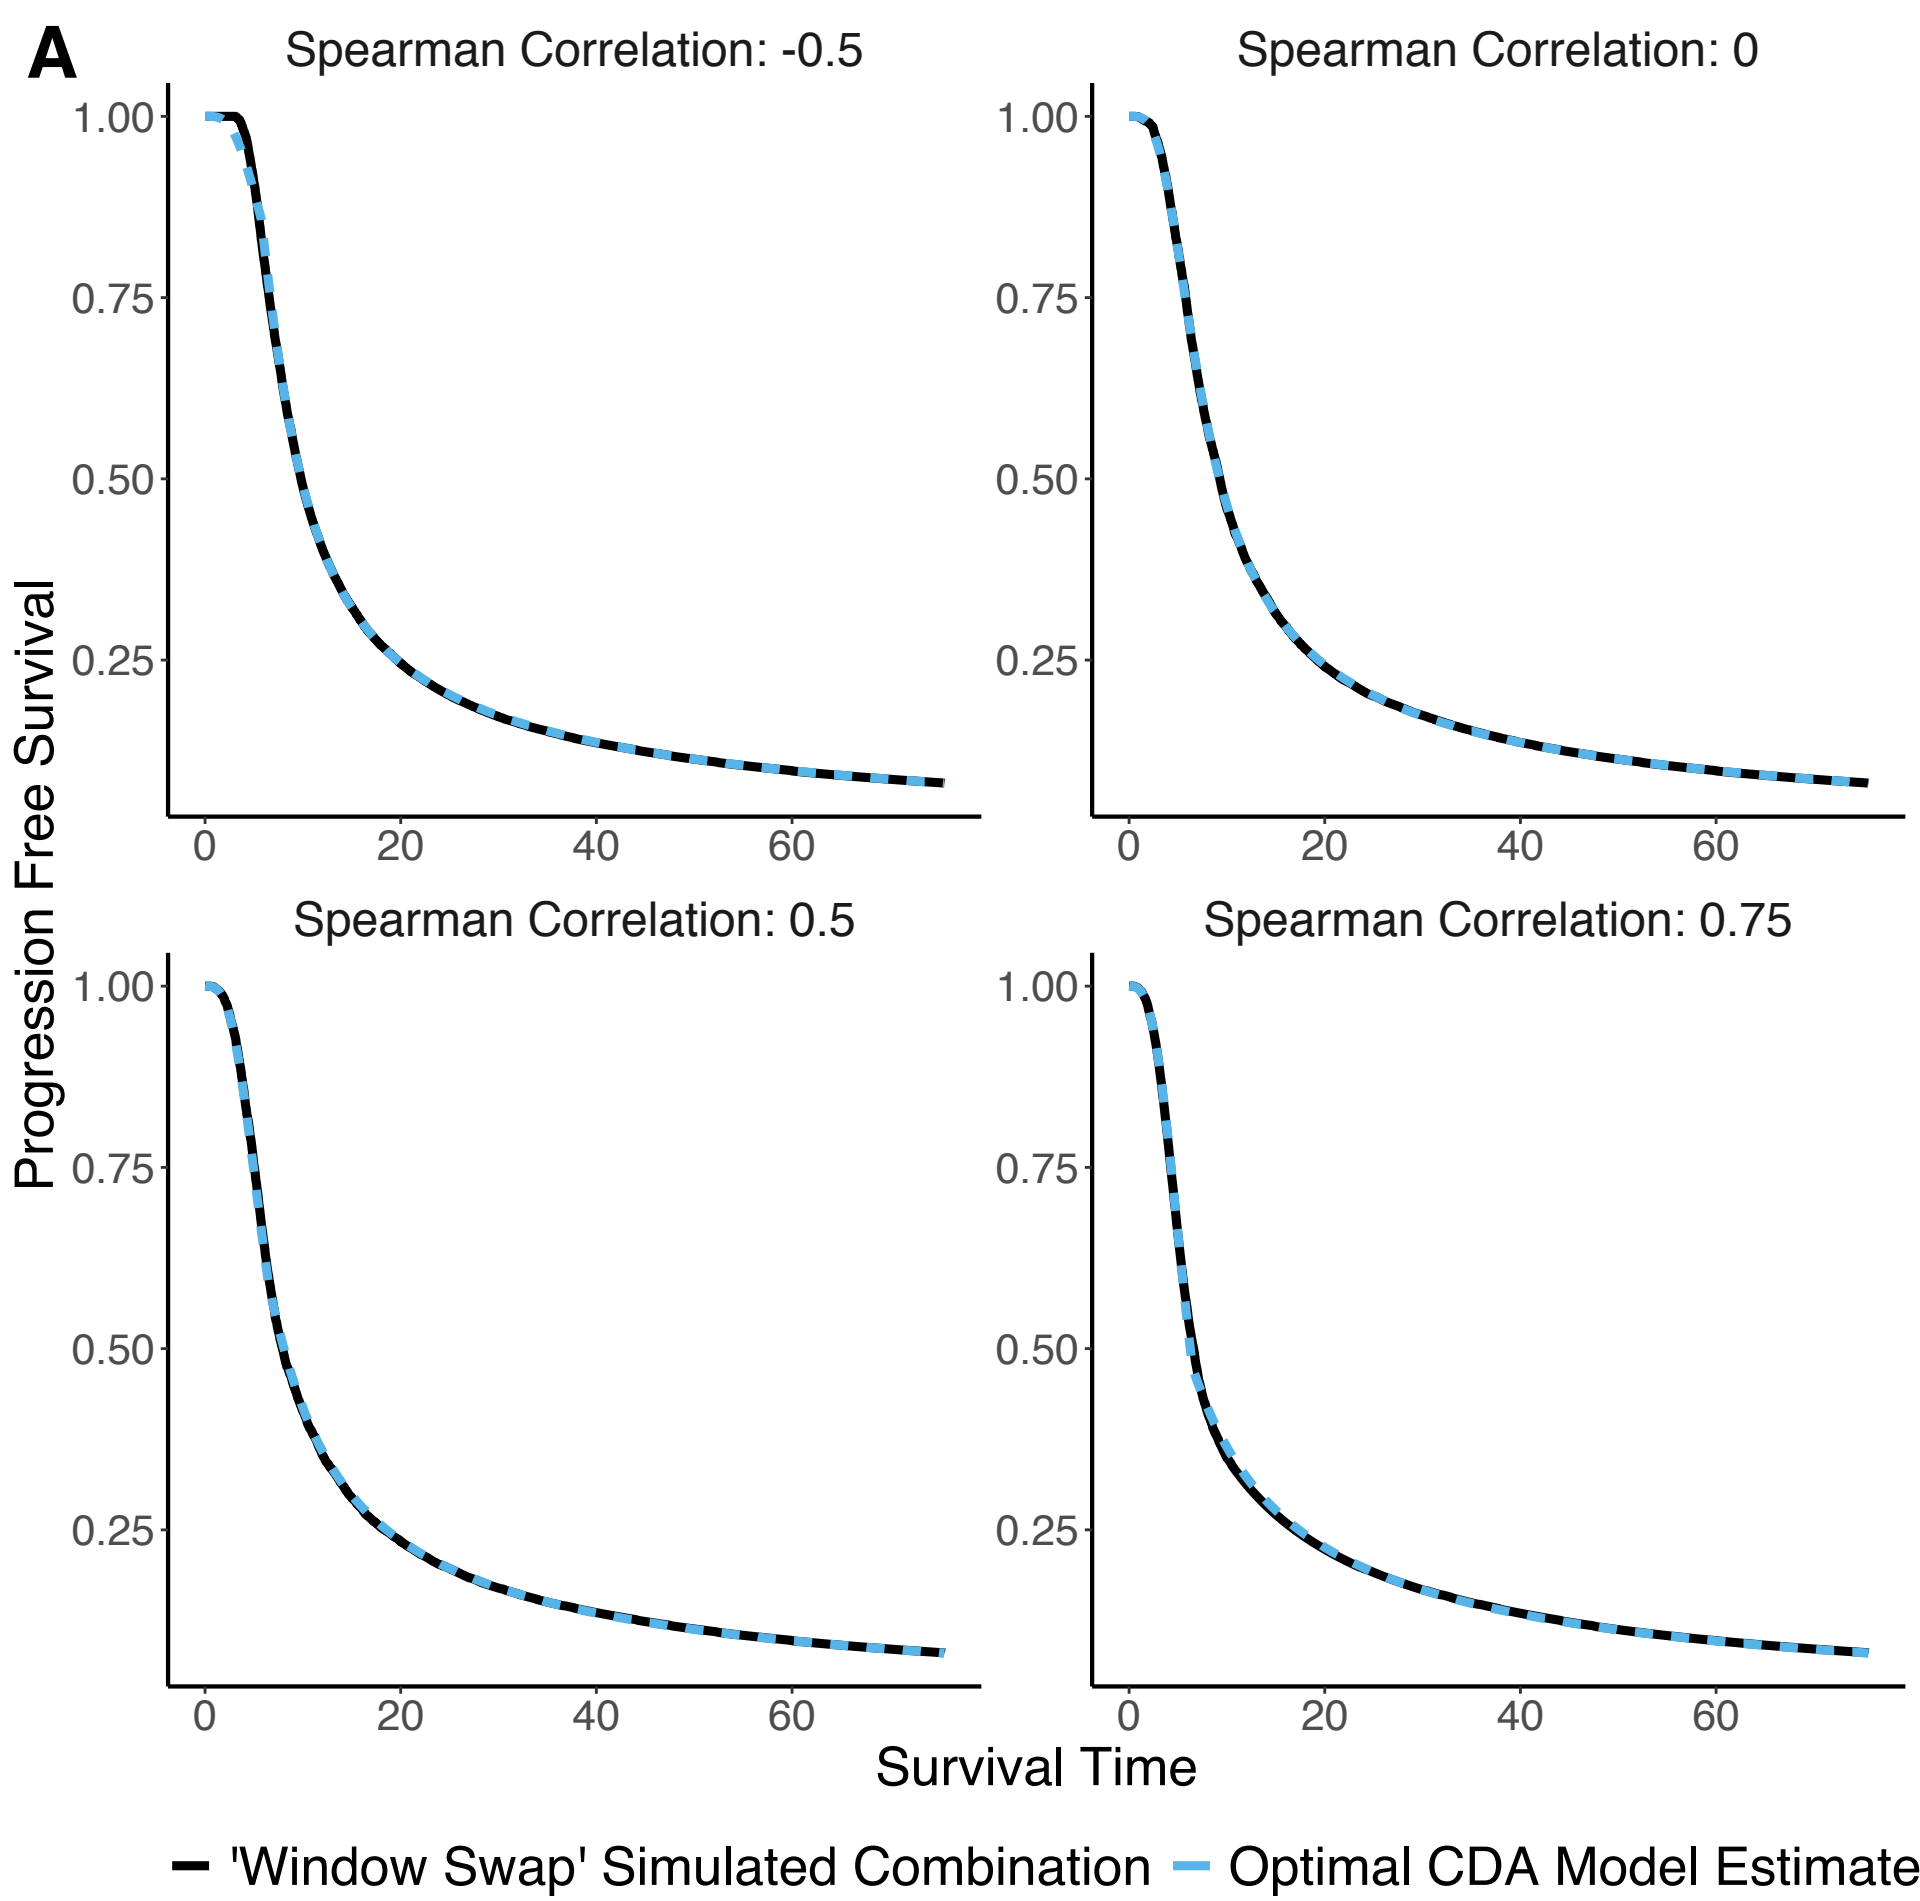 A
Spearman Correlation: -0.5
Spearman Correlation: 0
1.00
0.75
0.50
0.25
0 20 40 60
1.00
0.75
0.50
0.25
0 20 40 60
Progression Free Survival
Spearman Correlation: 0.5
Spearman Correlation: 0.75
1.00
0.75
0.50
0.25
0 20 40 60
1.00
0.75
0.50
0.25
0 20 40 60
Survival Time
'Window Swap' Simulated Combination Optimal CDA Model Estimate